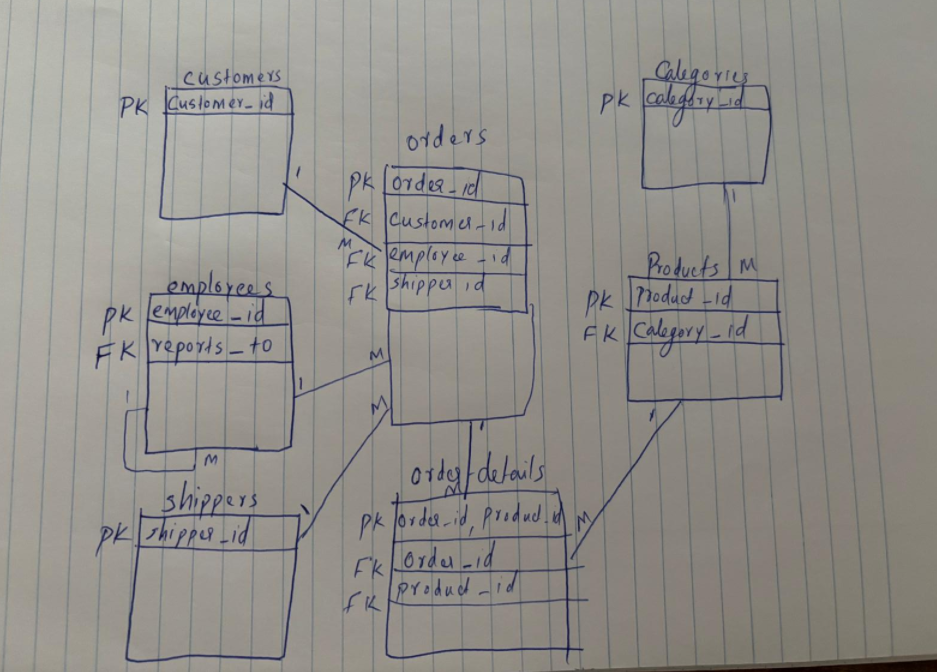 customers
PK customer_id
1
M
orders
PK order_id
FK customer_id
FK employee_id
FK shipper id
M
M
1
employees
PK employee_id
FK reports_to
1
1
M
shippers
1
PK shipper_id
order-details
M
PK order_id, product_id
FK order_id
FK product_id
Categories
PK category_id
1
Products M
PK Product_id
FK Category_id
1
M